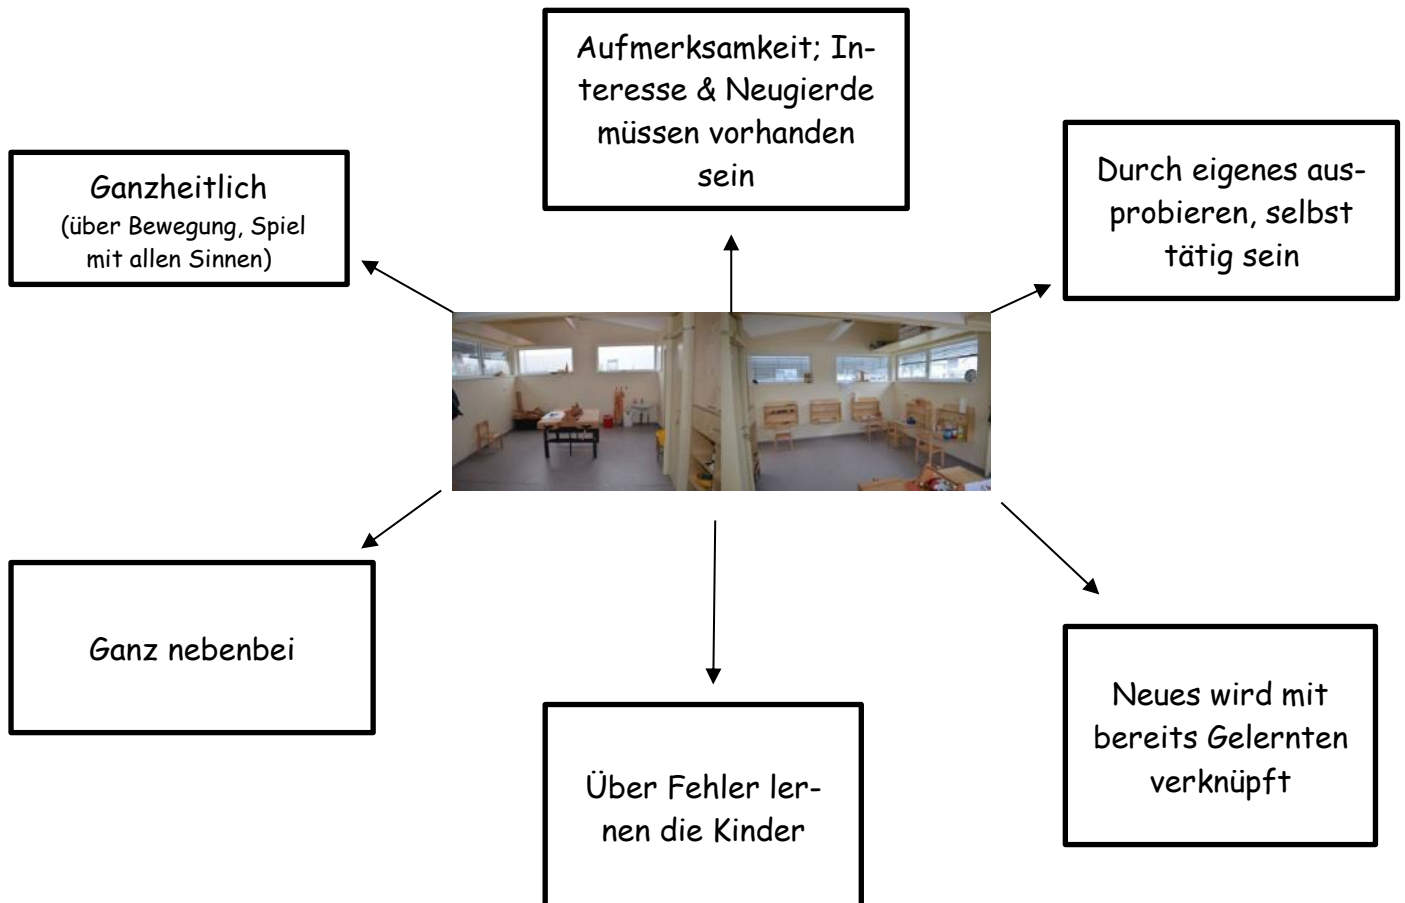 Aufmerksamkeit; In-
teresse & Neugierde
müssen vorhanden
sein
Ganzheitlich
(über Bewegung, Spiel
mit allen Sinnen)
Durch eigenes aus-
probieren, selbst
tätig sein
Ganz nebenbei
Über Fehler ler-
nen die Kinder
Neues wird mit
bereits Gelernten
verknüpft